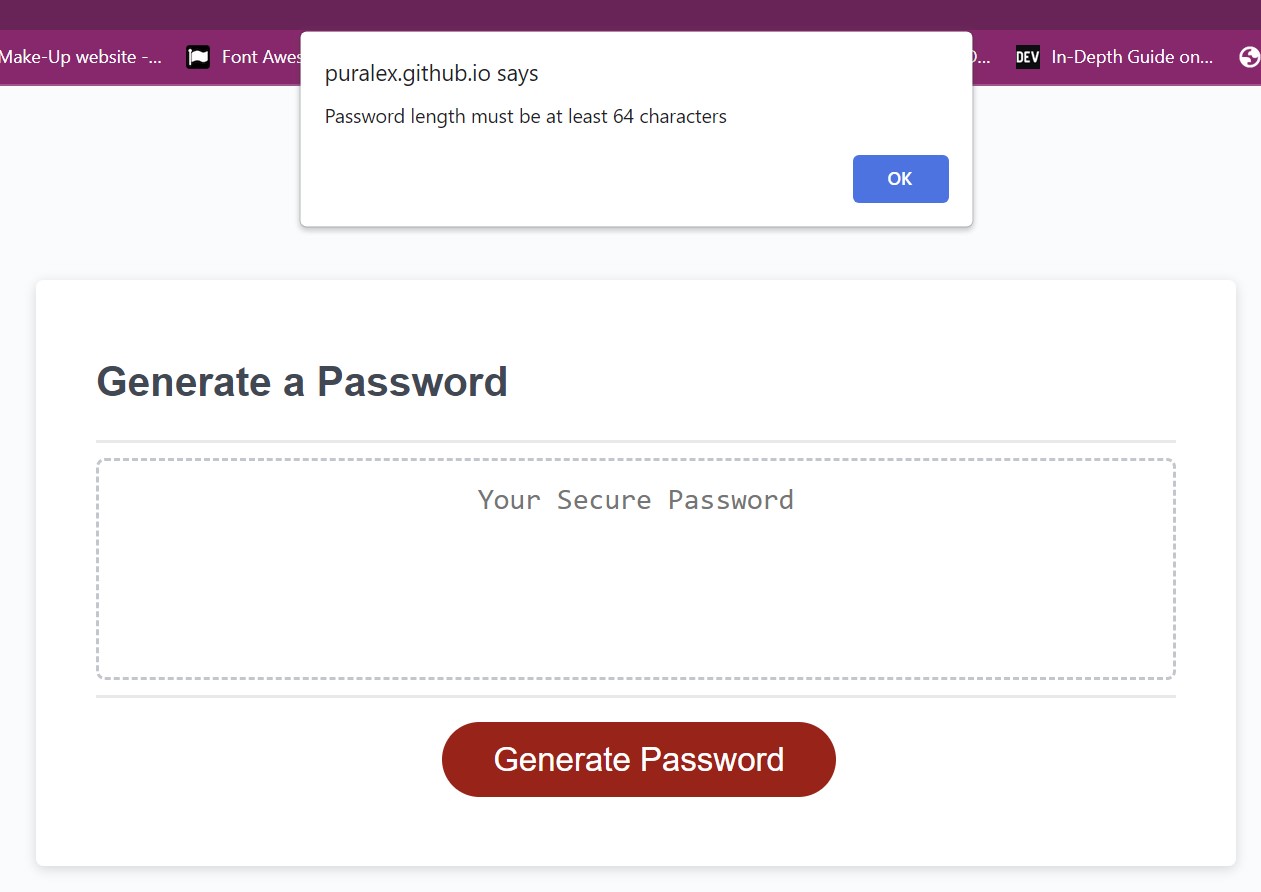 Make-Up website -...
Font Awes
...
DEV In-Depth Guide on...
puralex.github.io says
Password length must be at least 64 characters
OK
Generate a Password
Your Secure Password
Generate Password